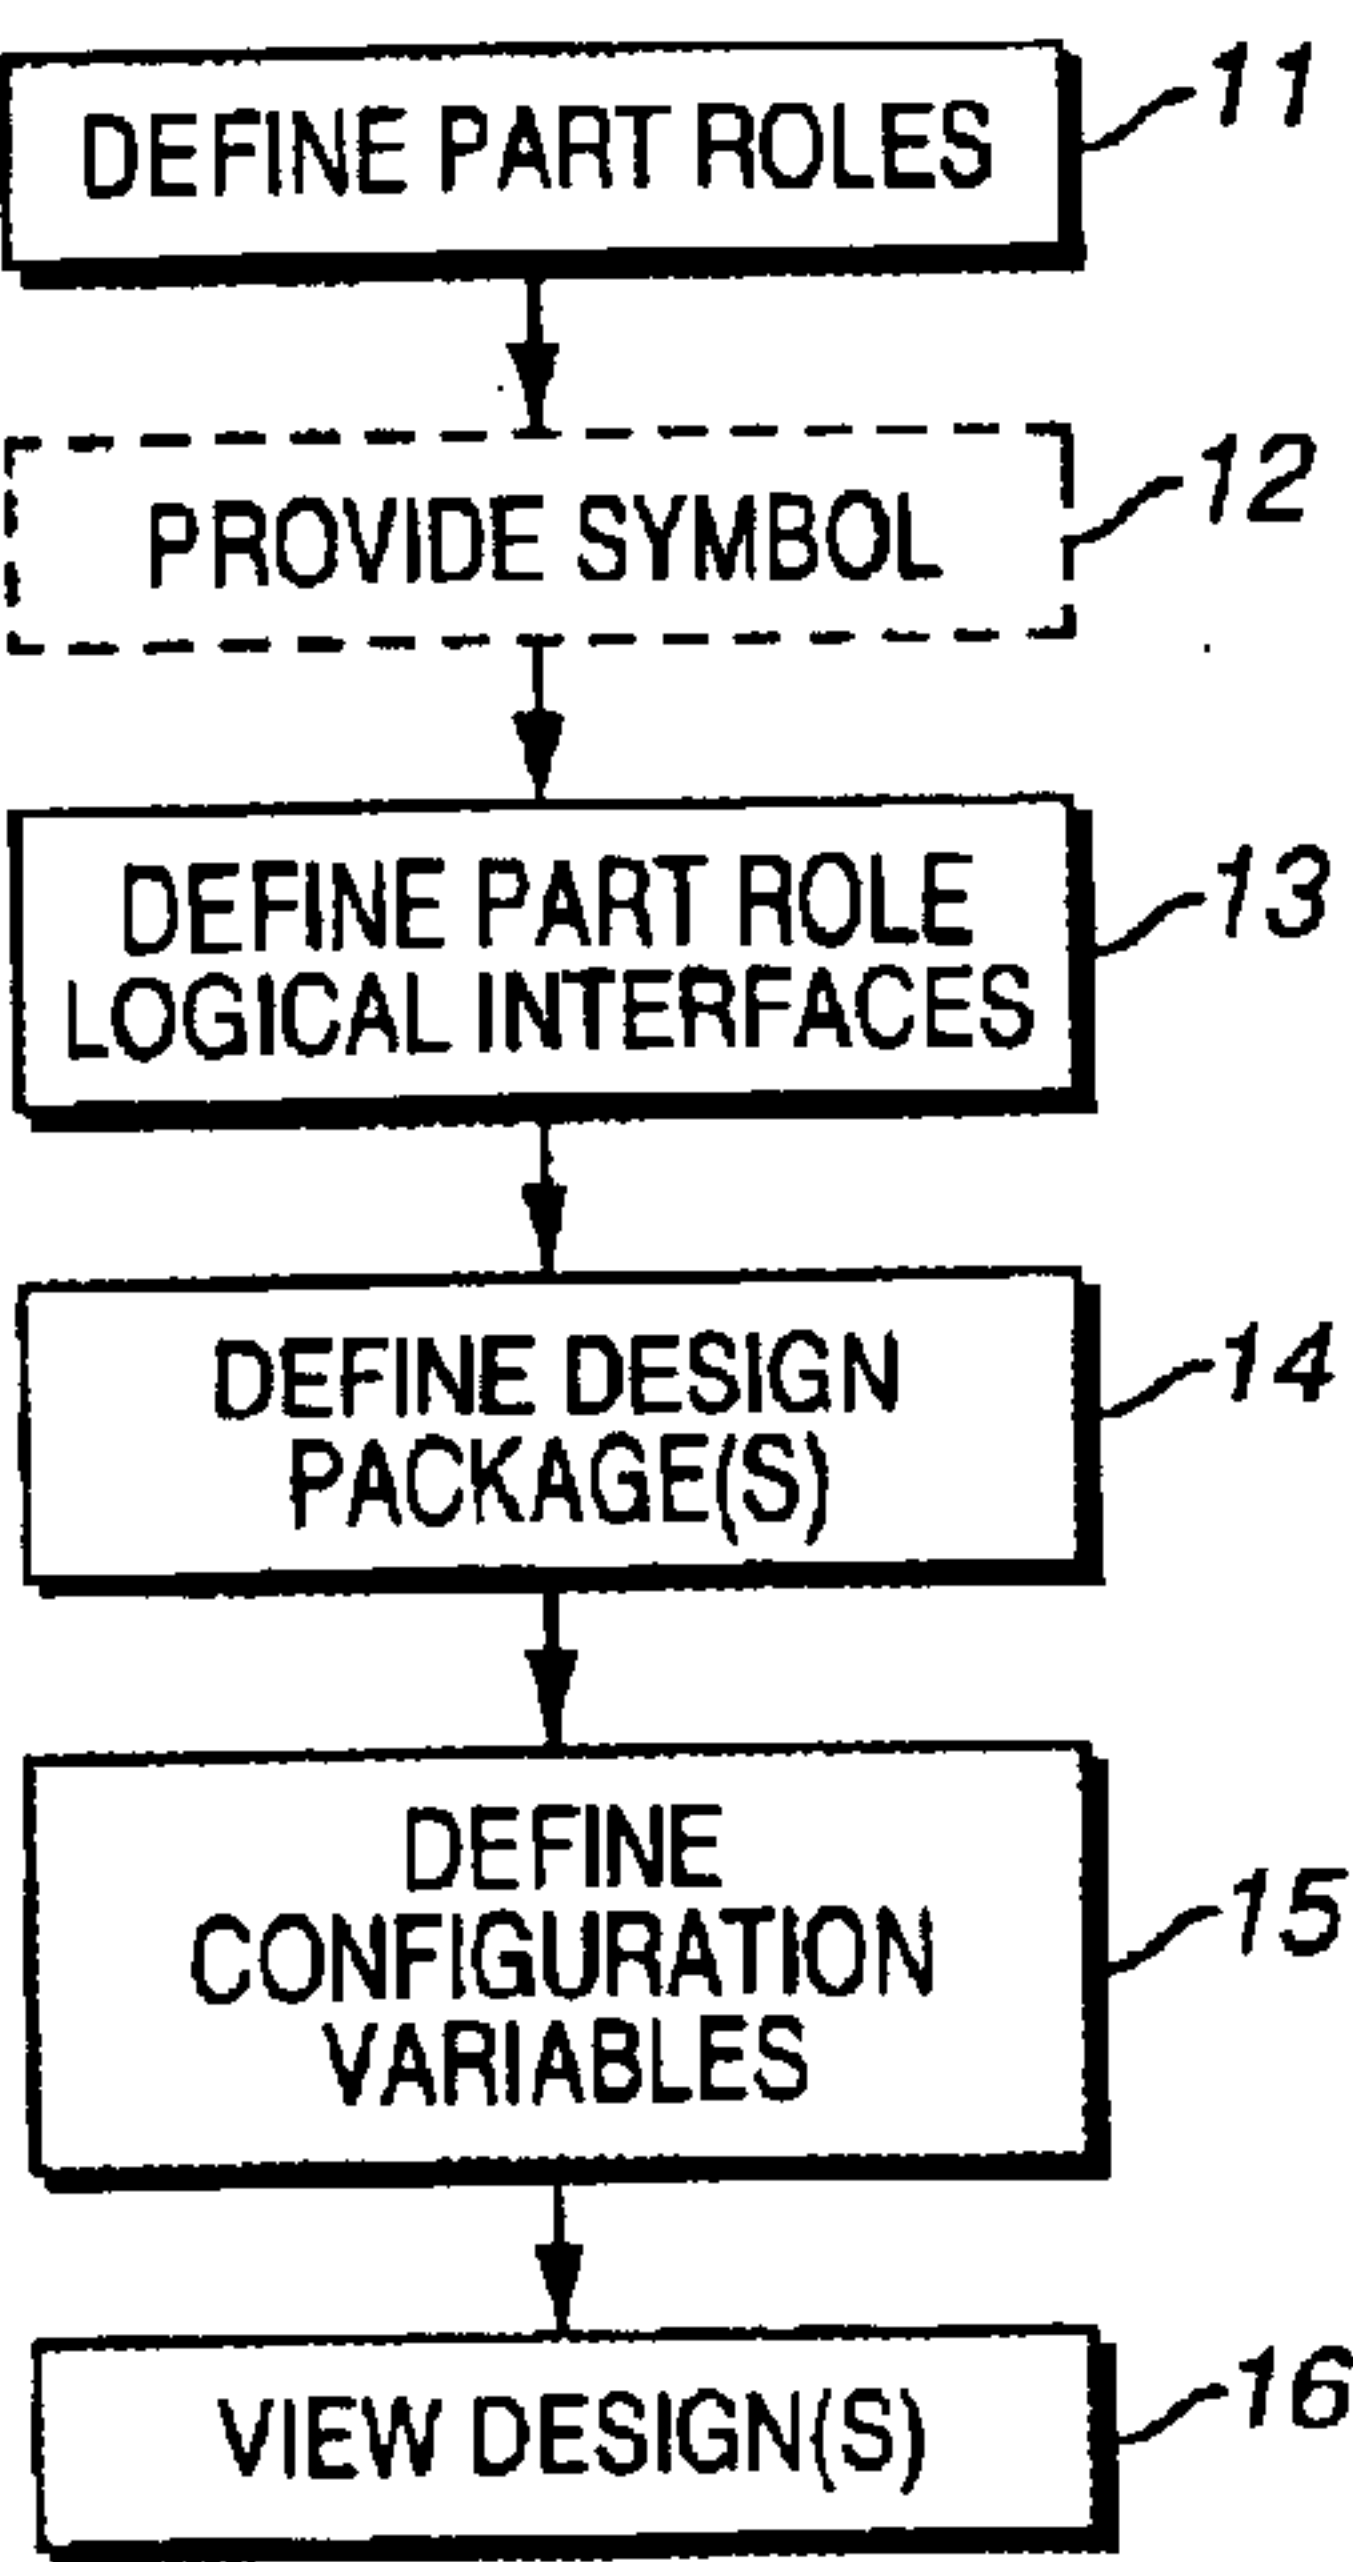 DEFINE PART ROLES
11
PROVIDE SYMBOL
12
DEFINE PART ROLE
LOGICAL INTERFACES
13
DEFINE DESIGN
PACKAGE(S)
14
DEFINE
CONFIGURATION
VARIABLES
15
VIEW DESIGN(S)
16